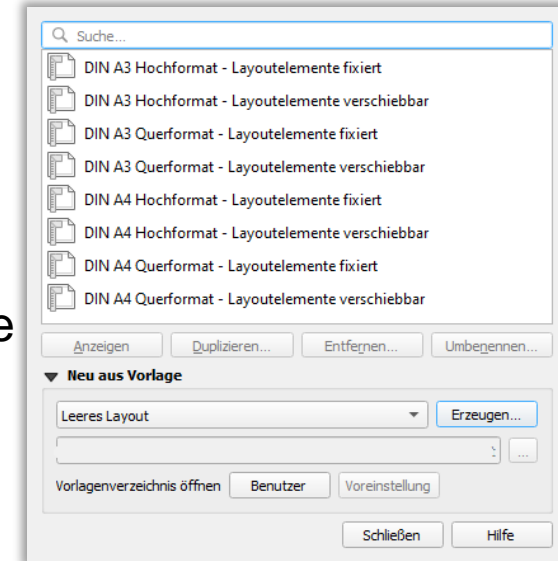 Suche...
DIN A3 Hochformat - Layoutelemente fixiert
DIN A3 Hochformat - Layoutelemente verschiebbar
DIN A3 Querformat - Layoutelemente fixiert
DIN A3 Querformat - Layoutelemente verschiebbar
DIN A4 Hochformat - Layoutelemente fixiert
DIN A4 Hochformat - Layoutelemente verschiebbar
DIN A4 Querformat - Layoutelemente fixiert
DIN A4 Querformat - Layoutelemente verschiebbar
e
Anzeigen Duplizieren... Entfernen... Umbenennen...
Neu aus Vorlage
Leeres Layout Erzeugen...
...
Vorlagenverzeichnis öffnen Benutzer Voreinstellung
Schließen Hilfe